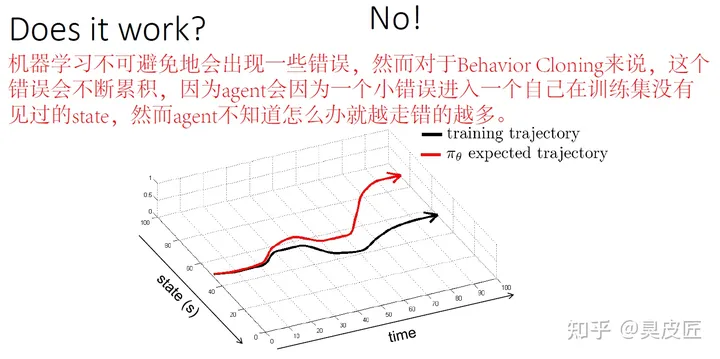 Does it work?
No!
机器学习不可避免地会出现一些错误，然而对于Behavior Cloning来说，这个
错误会不断累积，因为agent会因为一个小错误进入一个自己在训练集没有
见过的state，然而agent不知道怎么办就越走错的越多。
training trajectory
πθ expected trajectory
1
0.5
0
100
80
60
40
20
0
0
10
20
30
40
50
60
70
80
90
100
state (s)
time
知乎 @臭皮匠